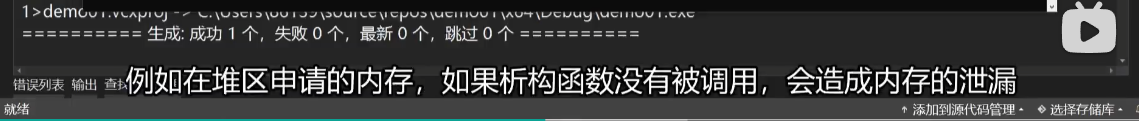 1>demo01.vcxproj -> C:\Users\86139\source\repos\demo01\x64\Debug\demo01.exe
========== 生成: 成功 1 个，失败 0 个，最新 0 个，跳过 0 个 ==========
例如在堆区申请的内存，如果析构函数没有被调用，会造成内存的泄漏
错误列表 输出 查找
就绪 添加到源代码管理 选择存储库